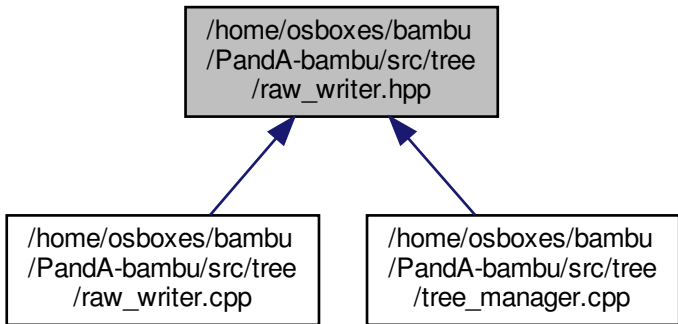 /home/osboxes/bambu
/PandA-bambu/src/tree
/raw_writer.hpp
/home/osboxes/bambu
/PandA-bambu/src/tree
/raw_writer.cpp
/home/osboxes/bambu
/PandA-bambu/src/tree
/tree_manager.cpp